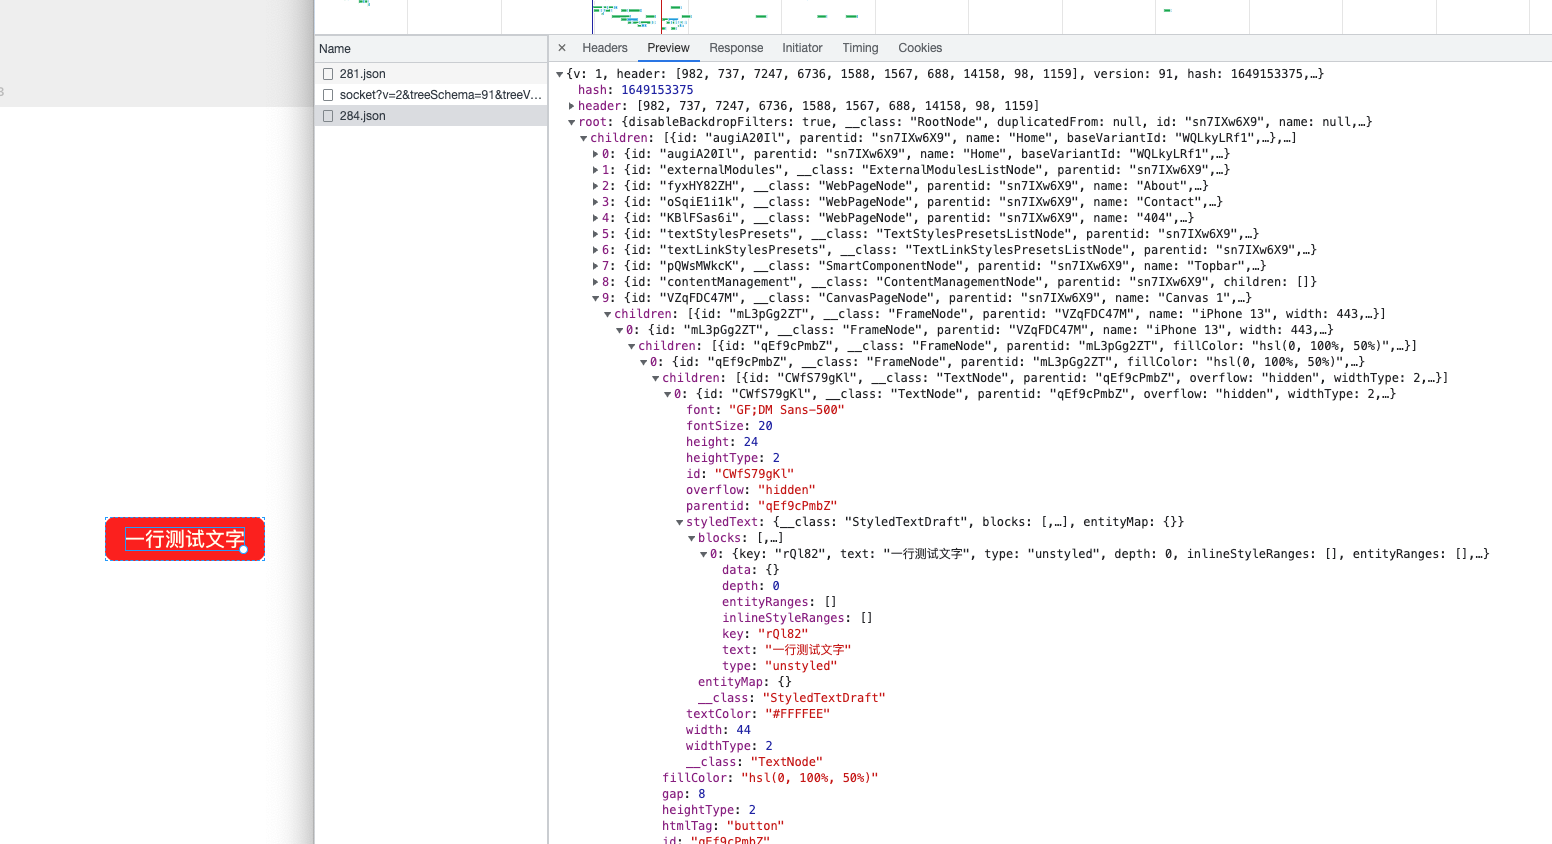 Name
281.json
socket?v=2&treeSchema=91&treeV...
284.json
× Headers Preview Response Initiator Timing Cookies
{v: 1, header: [982, 737, 7247, 6736, 1588, 1567, 688, 14158, 98, 1159], version: 91, hash: 1649153375,…}
hash: 1649153375
header: [982, 737, 7247, 6736, 1588, 1567, 688, 14158, 98, 1159]
root: {disableBackdropFilters: true, __class: "RootNode", duplicatedFrom: null, id: "sn7IXw6X9", name: null,…}
children: [{id: "augiA20Il", parentid: "sn7IXw6X9", name: "Home", baseVariantId: "WQLkyLRf1",…},…]
0: {id: "augiA20Il", parentid: "sn7IXw6X9", name: "Home", baseVariantId: "WQLkyLRf1",…}
1: {id: "externalModules", __class: "ExternalModulesListNode", parentid: "sn7IXw6X9",…}
2: {id: "fyxHY82ZH", __class: "WebPageNode", parentid: "sn7IXw6X9", name: "About",…}
3: {id: "oSqiE1i1k", __class: "WebPageNode", parentid: "sn7IXw6X9", name: "Contact",…}
4: {id: "KBlFSas6i", __class: "WebPageNode", parentid: "sn7IXw6X9", name: "404",…}
5: {id: "textStylesPresets", __class: "TextStylesPresetsListNode", parentid: "sn7IXw6X9",…}
6: {id: "textLinkStylesPresets", __class: "TextLinkStylesPresetsListNode", parentid: "sn7IXw6X9",…}
7: {id: "pQWsMWkcK", __class: "SmartComponentNode", parentid: "sn7IXw6X9", name: "Topbar",…}
8: {id: "contentManagement", __class: "ContentManagementNode", parentid: "sn7IXw6X9", children: []}
9: {id: "VZqFDC47M", __class: "CanvasPageNode", parentid: "sn7IXw6X9", name: "Canvas 1",…}
children: [{id: "mL3pGg2ZT", __class: "FrameNode", parentid: "VZqFDC47M", name: "iPhone 13", width: 443,…}]
0: {id: "mL3pGg2ZT", __class: "FrameNode", parentid: "VZqFDC47M", name: "iPhone 13", width: 443,…}
children: [{id: "qEf9cPmbZ", __class: "FrameNode", parentid: "mL3pGg2ZT", fillColor: "hsl(0, 100%, 50%)",…}]
0: {id: "qEf9cPmbZ", __class: "FrameNode", parentid: "mL3pGg2ZT", fillColor: "hsl(0, 100%, 50%)",…}
children: [{id: "CWfS79gKl", __class: "TextNode", parentid: "qEf9cPmbZ", overflow: "hidden", widthType: 2,…}]
0: {id: "CWfS79gKl", __class: "TextNode", parentid: "qEf9cPmbZ", overflow: "hidden", widthType: 2,…}
font: "GF;DM Sans-500"
fontSize: 20
height: 24
heightType: 2
id: "CWfS79gKl"
overflow: "hidden"
parentid: "qEf9cPmbZ"
styledText: {__class: "StyledTextDraft", blocks: [,…], entityMap: {}}
blocks: [,…]
0: {key: "rQl82", text: "一行测试文字", type: "unstyled", depth: 0, inlineStyleRanges: [], entityRanges: [],…}
data: {}
depth: 0
entityRanges: []
inlineStyleRanges: []
key: "rQl82"
text: "一行测试文字"
type: "unstyled"
entityMap: {}
__class: "StyledTextDraft"
textColor: "#FFFFEE"
width: 44
widthType: 2
__class: "TextNode"
fillColor: "hsl(0, 100%, 50%)"
gap: 8
heightType: 2
htmlTag: "button"
id: "qEf9cPmbZ"
一行测试文字